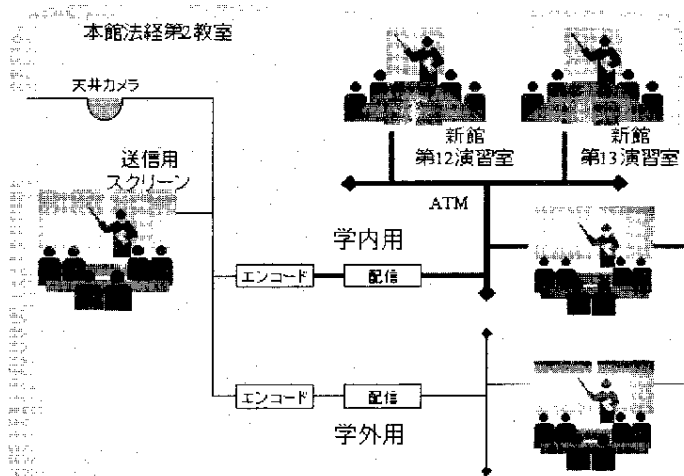 本館法経第2教室
天井カメラ
送信用
スクリーン
新館
第12演習室
新館
第13演習室
ATM
学内用
エンコード
配信
エンコード
配信
学外用